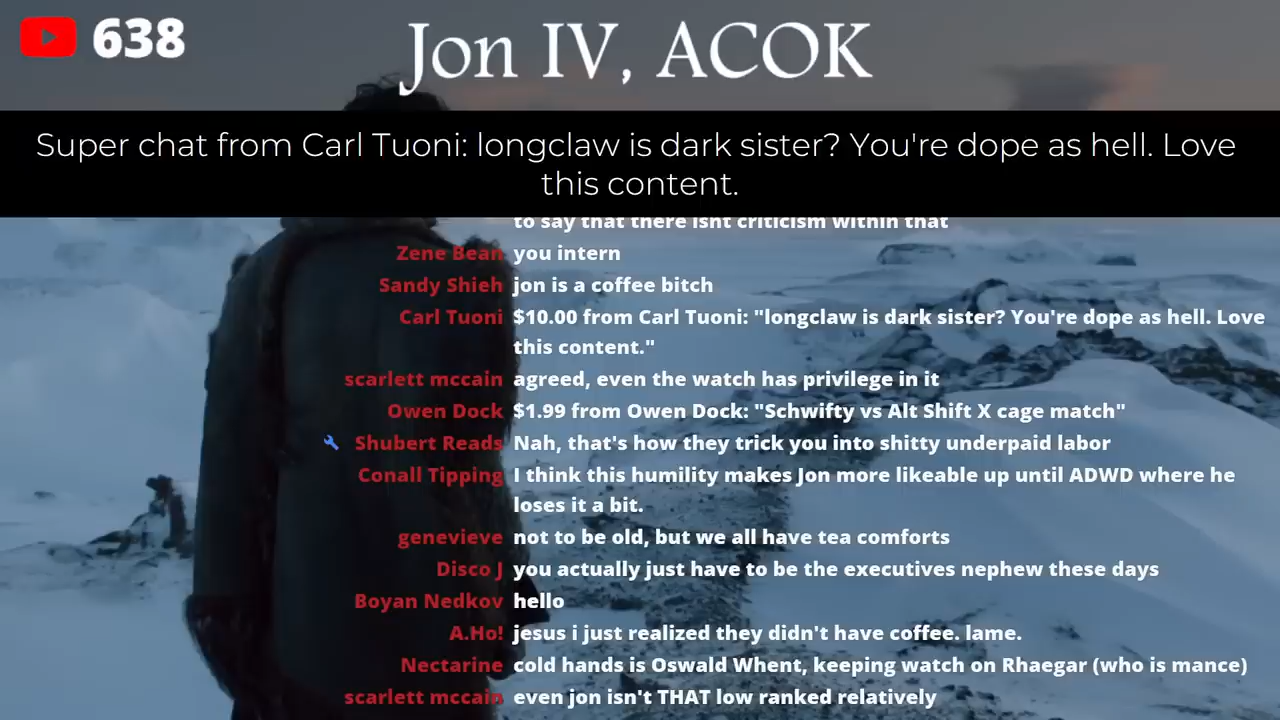 638
Jon IV, ACOK
Super chat from Carl Tuoni: longclaw is dark sister? You're dope as hell. Love
this content.
to say that there isnt criticism within that
Zene Bean you intern
Sandy Shieh jon is a coffee bitch
Carl Tuoni $10.00 from Carl Tuoni: "longclaw is dark sister? You're dope as hell. Love
this content."
scarlett mccain agreed, even the watch has privilege in it
Owen Dock $1.99 from Owen Dock: "Schwifty vs Alt Shift X cage match"
Shubert Reads Nah, that's how they trick you into shitty underpaid labor
Conall Tipping I think this humility makes Jon more likeable up until ADWD where he
loses it a bit.
genevieve not to be old, but we all have tea comforts
Disco J you actually just have to be the executives nephew these days
Boyan Nedkov hello
A.Ho! jesus i just realized they didn't have coffee. lame.
Nectarine cold hands is Oswald Whent, keeping watch on Rhaegar (who is mance)
scarlett mccain even jon isn't THAT low ranked relatively